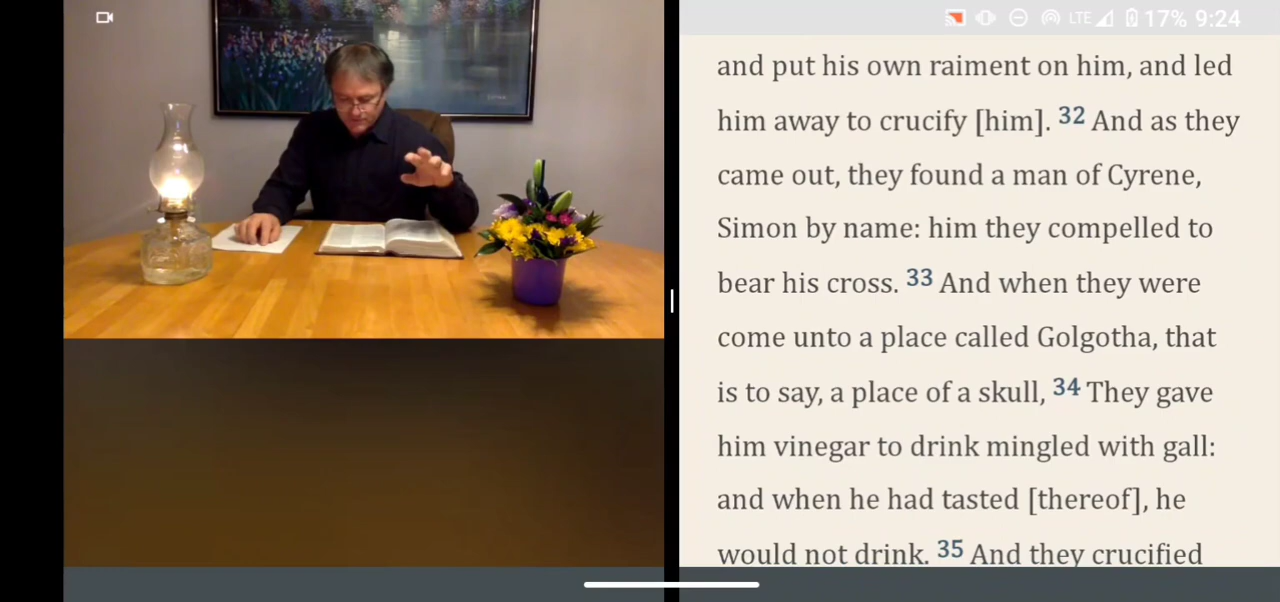 LTE 17% 9:24
and put his own raiment on him, and led
him away to crucify [him]. 32 And as they
came out, they found a man of Cyrene,
Simon by name: him they compelled to
bear his cross. 33 And when they were
come unto a place called Golgotha, that
is to say, a place of a skull, 34 They gave
him vinegar to drink mingled with gall:
and when he had tasted [thereof], he
would not drink. 35 And they crucified